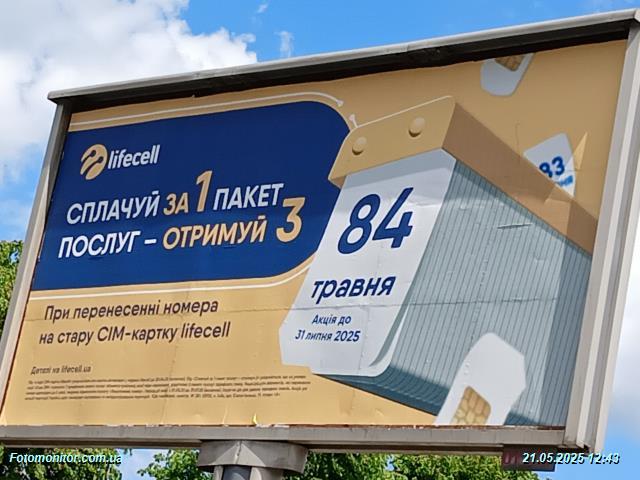 lifecell
СПЛАЧУЙ ЗА 1 ПАКЕТ
ПОСЛУГ – ОТРИМУЙ 3
При перенесенні номера
на стару СІМ-картку lifecell
Деталі на lifecell.ua
83
84
травня
Акція до
31 липня 2025
Fotomonitor.com.ua
21.05.2025 12:43